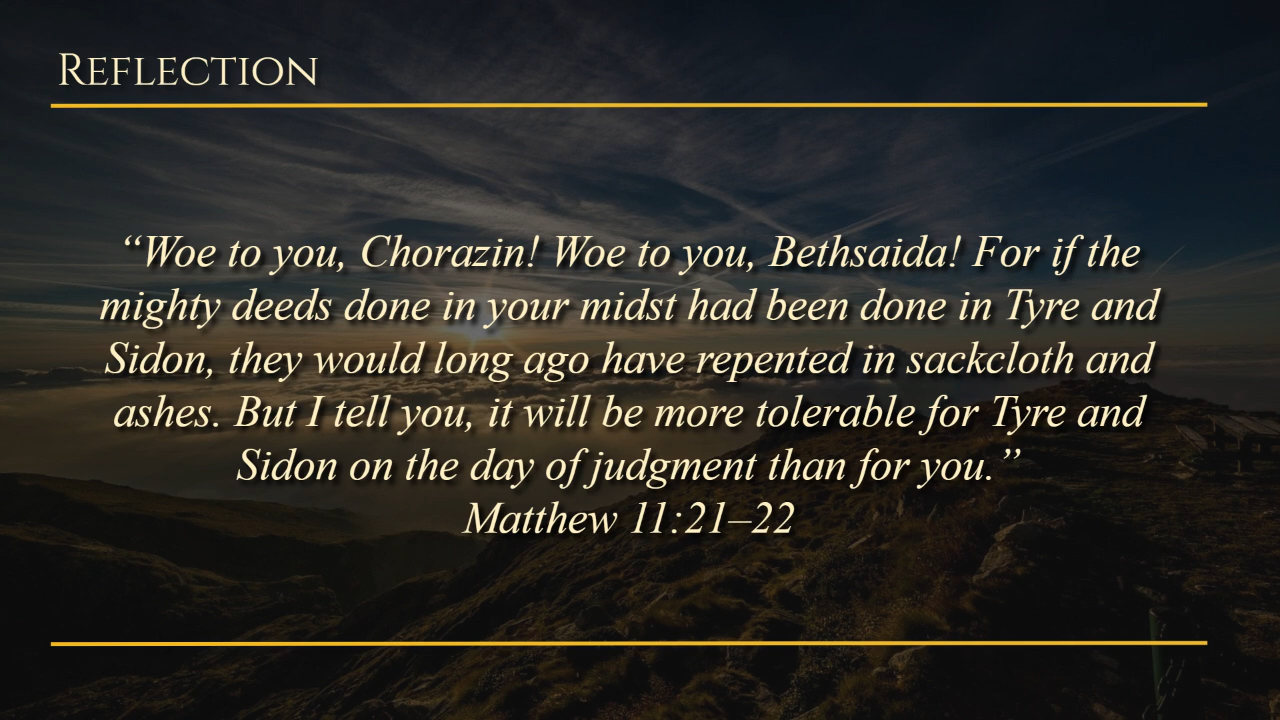 Reflection
“Woe to you, Chorazin! Woe to you, Bethsaida! For if the
mighty deeds done in your midst had been done in Tyre and
Sidon, they would long ago have repented in sackcloth and
ashes. But I tell you, it will be more tolerable for Tyre and
Sidon on the day of judgment than for you.”
Matthew 11:21–22